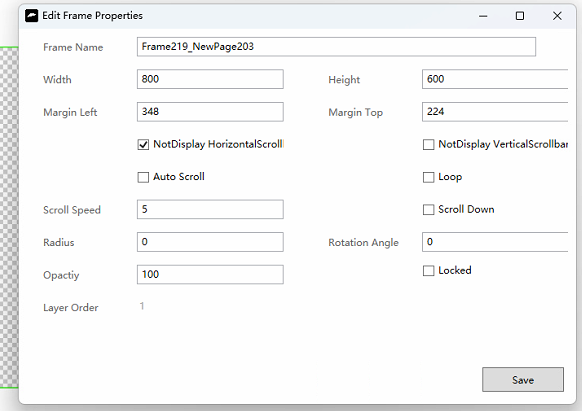 Edit Frame Properties
Frame Name Frame219_NewPage203
Width 800 Height 600
Margin Left 348 Margin Top 224
NotDisplay HorizontalScroll NotDisplay VerticalScrollbar
Auto Scroll Loop
Scroll Speed 5 Scroll Down
Radius 0 Rotation Angle 0
Opactiy 100 Locked
Layer Order 1
Save